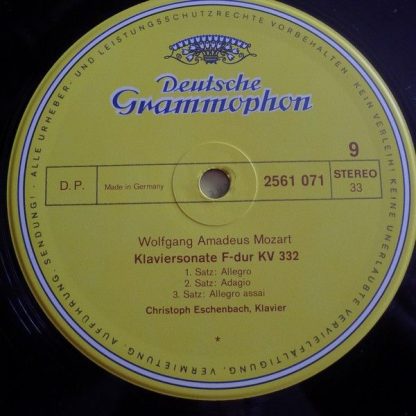 ALLE URHEBER- UND LEISTUNGSSCHUTZRECHTE VORBEHALTEN · KEIN VERLEIH! KEINE UNERLAUBTE VERVIELFÄLTIGUNG, VERMIETUNG, AUFFÜHRUNG, SENDUNG! ·
Deutsche
Grammophon
9
D. P.
Made in Germany
2561 071
STEREO
33
Wolfgang Amadeus Mozart
Klaviersonate F-dur KV 332
1. Satz: Allegro
2. Satz: Adagio
3. Satz: Allegro assai
Christoph Eschenbach, Klavier
*